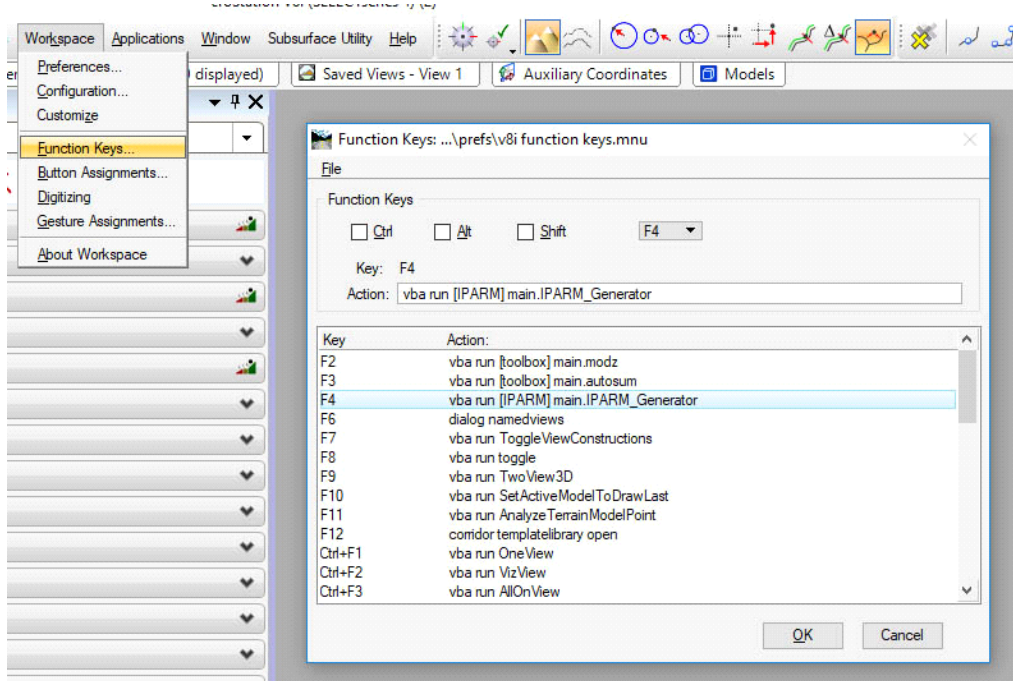 Workspace Applications Window Subsurface Utility Help
displayed) Saved Views - View 1 Auxiliary Coordinates Models
Preferences...
Configuration...
Customize
Function Keys...
Button Assignments...
Digitizing
Gesture Assignments...
About Workspace
Function Keys: ...\prefs\v8i function keys.mnu
File
Function Keys
Ctrl Alt Shift F4
Key: F4
Action: vba run [IPARM] main.IPARM_Generator
Key Action:
F2 vba run [toolbox] main.modz
F3 vba run [toolbox] main.autosum
F4 vba run [IPARM] main.IPARM_Generator
F6 dialog namedviews
F7 vba run ToggleViewConstructions
F8 vba run toggle
F9 vba run TwoView3D
F10 vba run SetActiveModelToDrawLast
F11 vba run AnalyzeTerrainModelPoint
F12 corridor templatelibrary open
Ctrl+F1 vba run OneView
Ctrl+F2 vba run VizView
Ctrl+F3 vba run AllOnView
OK Cancel